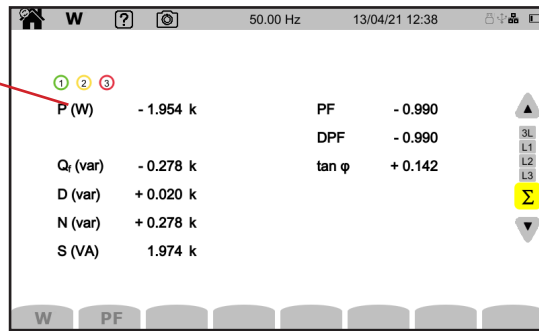 W ? 50.00 Hz 13/04/21 12:38
1 2 3
P (W) - 1.954 k PF - 0.990
DPF - 0.990
Qf (var) - 0.278 k tan φ + 0.142
D (var) + 0.020 k
N (var) + 0.278 k
S (VA) 1.974 k
3L
L1
L2
L3
Σ
W PF